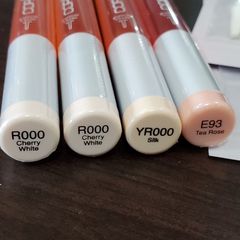 R000
Cherry
White
R000
Cherry
White
YR000
Silk
E93
Tea Rose